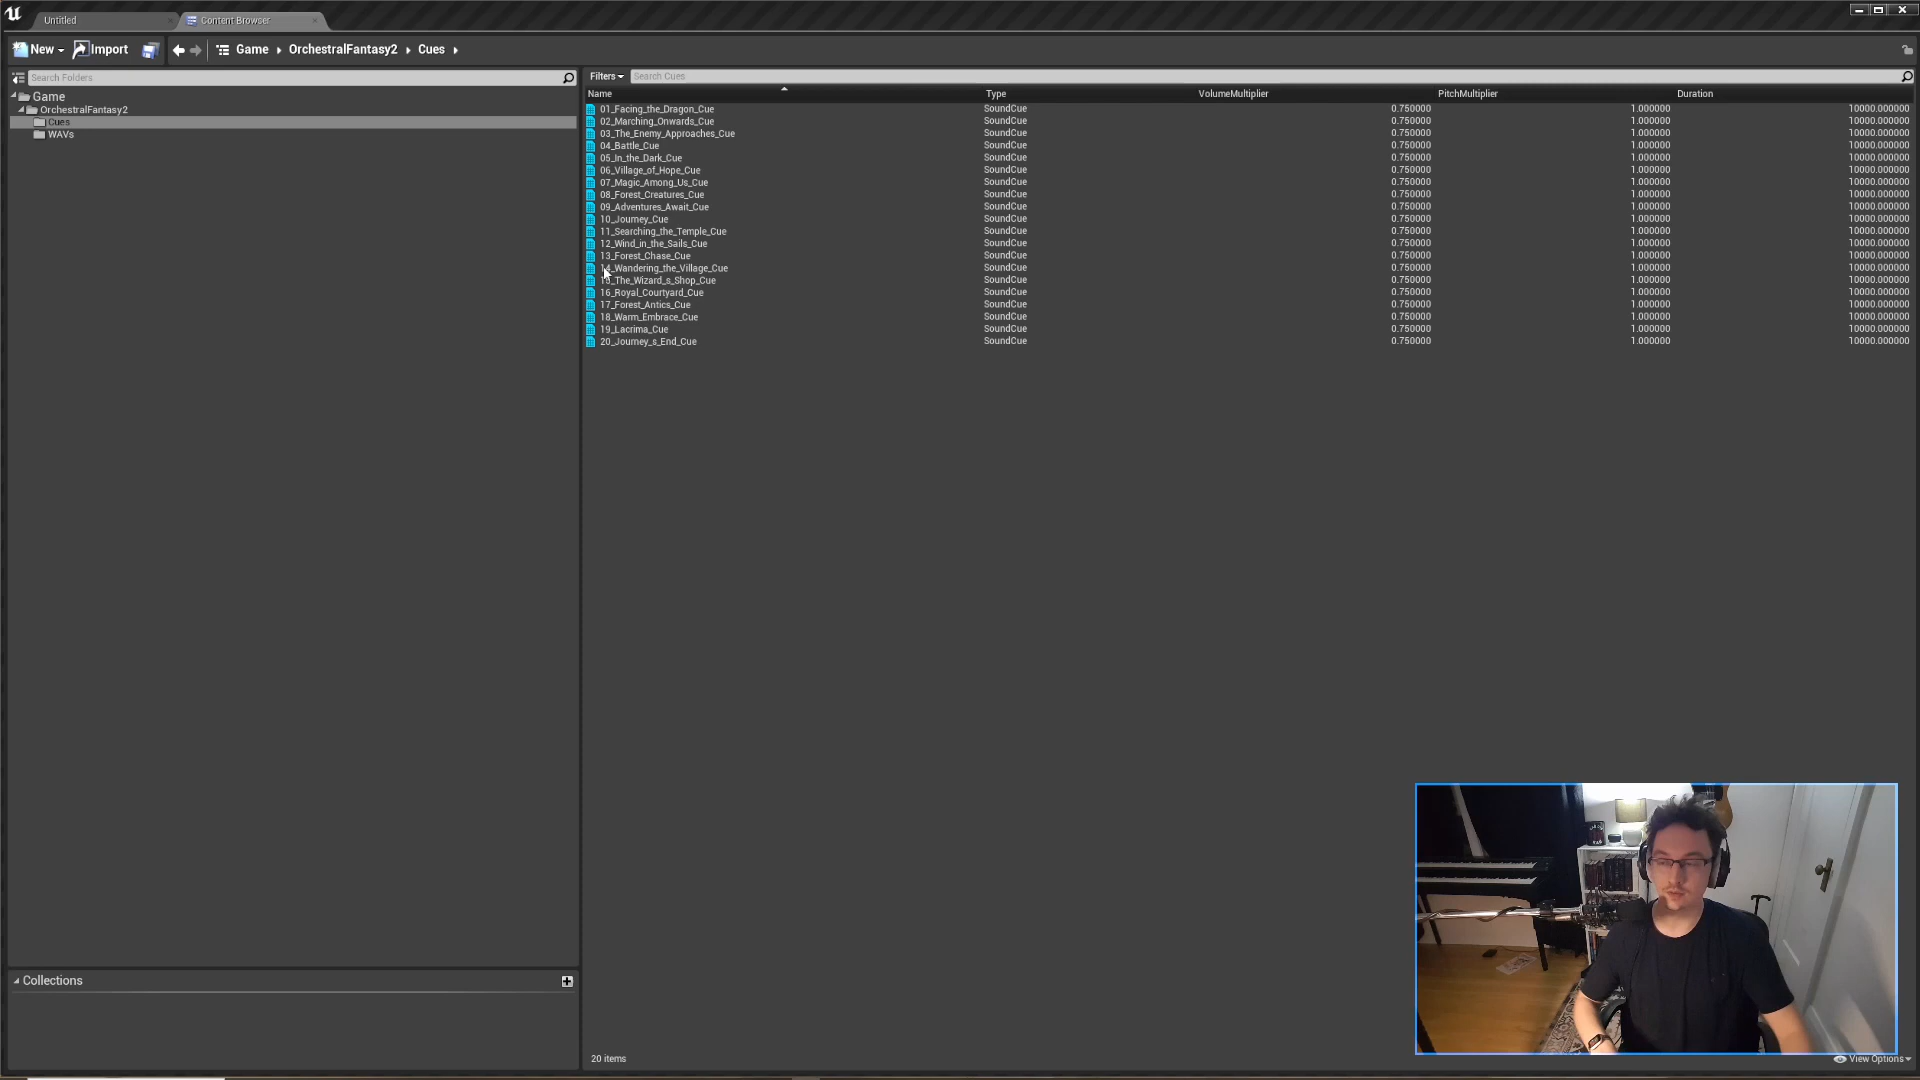 Untitled
Content Browser
New
Import
Game
OrchestralFantasy2
Cues
Search Folders
Game
OrchestralFantasy2
Cues
WAVs
Filters
Search Cues
Name Type VolumeMultiplier PitchMultiplier Duration
01_Facing_the_Dragon_Cue SoundCue 0.750000 1.000000 10000.000000
02_Marching_Onwards_Cue SoundCue 0.750000 1.000000 10000.000000
03_The_Enemy_Approaches_Cue SoundCue 0.750000 1.000000 10000.000000
04_Battle_Cue SoundCue 0.750000 1.000000 10000.000000
05_In_the_Dark_Cue SoundCue 0.750000 1.000000 10000.000000
06_Village_of_Hope_Cue SoundCue 0.750000 1.000000 10000.000000
07_Magic_Among_Us_Cue SoundCue 0.750000 1.000000 10000.000000
08_Forest_Creatures_Cue SoundCue 0.750000 1.000000 10000.000000
09_Adventures_Await_Cue SoundCue 0.750000 1.000000 10000.000000
10_Journey_Cue SoundCue 0.750000 1.000000 10000.000000
11_Searching_the_Temple_Cue SoundCue 0.750000 1.000000 10000.000000
12_Wind_in_the_Sails_Cue SoundCue 0.750000 1.000000 10000.000000
13_Forest_Chase_Cue SoundCue 0.750000 1.000000 10000.000000
14_Wandering_the_Village_Cue SoundCue 0.750000 1.000000 10000.000000
15_The_Wizard_s_Shop_Cue SoundCue 0.750000 1.000000 10000.000000
16_Royal_Courtyard_Cue SoundCue 0.750000 1.000000 10000.000000
17_Forest_Antics_Cue SoundCue 0.750000 1.000000 10000.000000
18_Warm_Embrace_Cue SoundCue 0.750000 1.000000 10000.000000
19_Lacrima_Cue SoundCue 0.750000 1.000000 10000.000000
20_Journey_s_End_Cue SoundCue 0.750000 1.000000 10000.000000
Collections
20 items
View Options